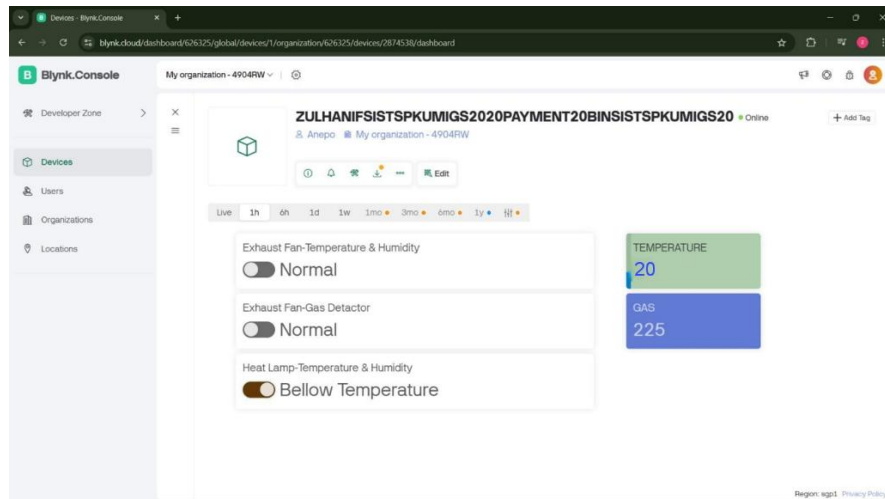 Devices - Blynk.Console
blynk.cloud/dashboard/626325/global/devices/1/organization/626325/devices/2874538/dashboard
B Blynk.Console
My organization - 4904RW
Developer Zone
Devices
Users
Organizations
Locations
ZULHANIFSISTSPKUMIGS2020PAYMENT20BINSISTSPKUMIGS20 Online
Anepo My organization - 4904RW
Add Tag
Edit
Live 1h 6h 1d 1w 1mo 3mo 6mo 1y
Exhaust Fan-Temperature & Humidity
Normal
Exhaust Fan-Gas Detactor
Normal
Heat Lamp-Temperature & Humidity
Bellow Temperature
TEMPERATURE
20
GAS
225
Region: sgp1 Privacy Policy